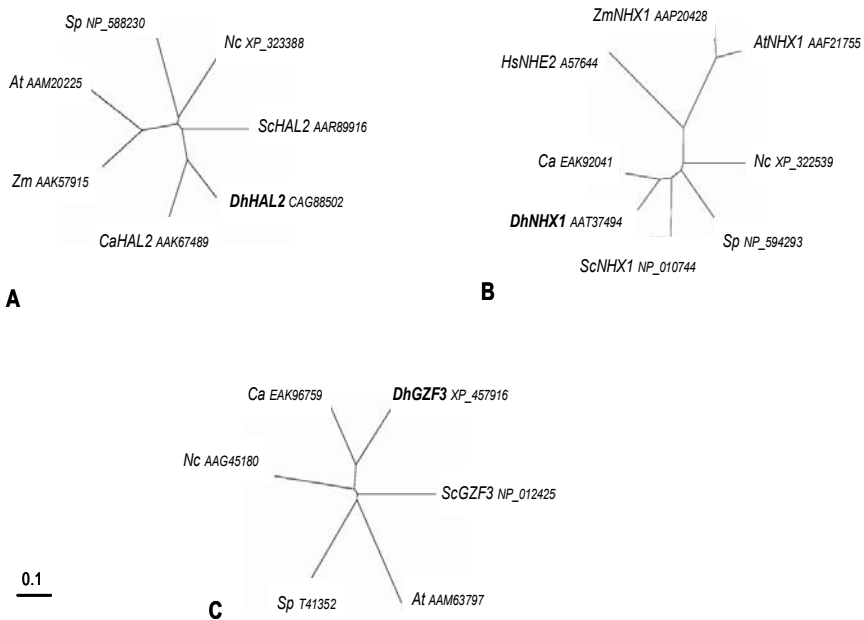 Sp NP_588230
Nc XP_323388
At AAM20225
ScHAL2 AAR89916
Zm AAK57915
DhHAL2 CAG88502
CaHAL2 AAK67489
A
ZmNHX1 AAP20428
AtNHX1 AAF21755
HsNHE2 A57644
Ca EAK92041
Nc XP_322539
DhNHX1 AAT37494
Sp NP_594293
ScNHX1 NP_010744
B
Ca EAK96759
DhGZF3 XP_457916
Nc AAG45180
ScGZF3 NP_012425
Sp T41352
At AAM63797
C
0.1